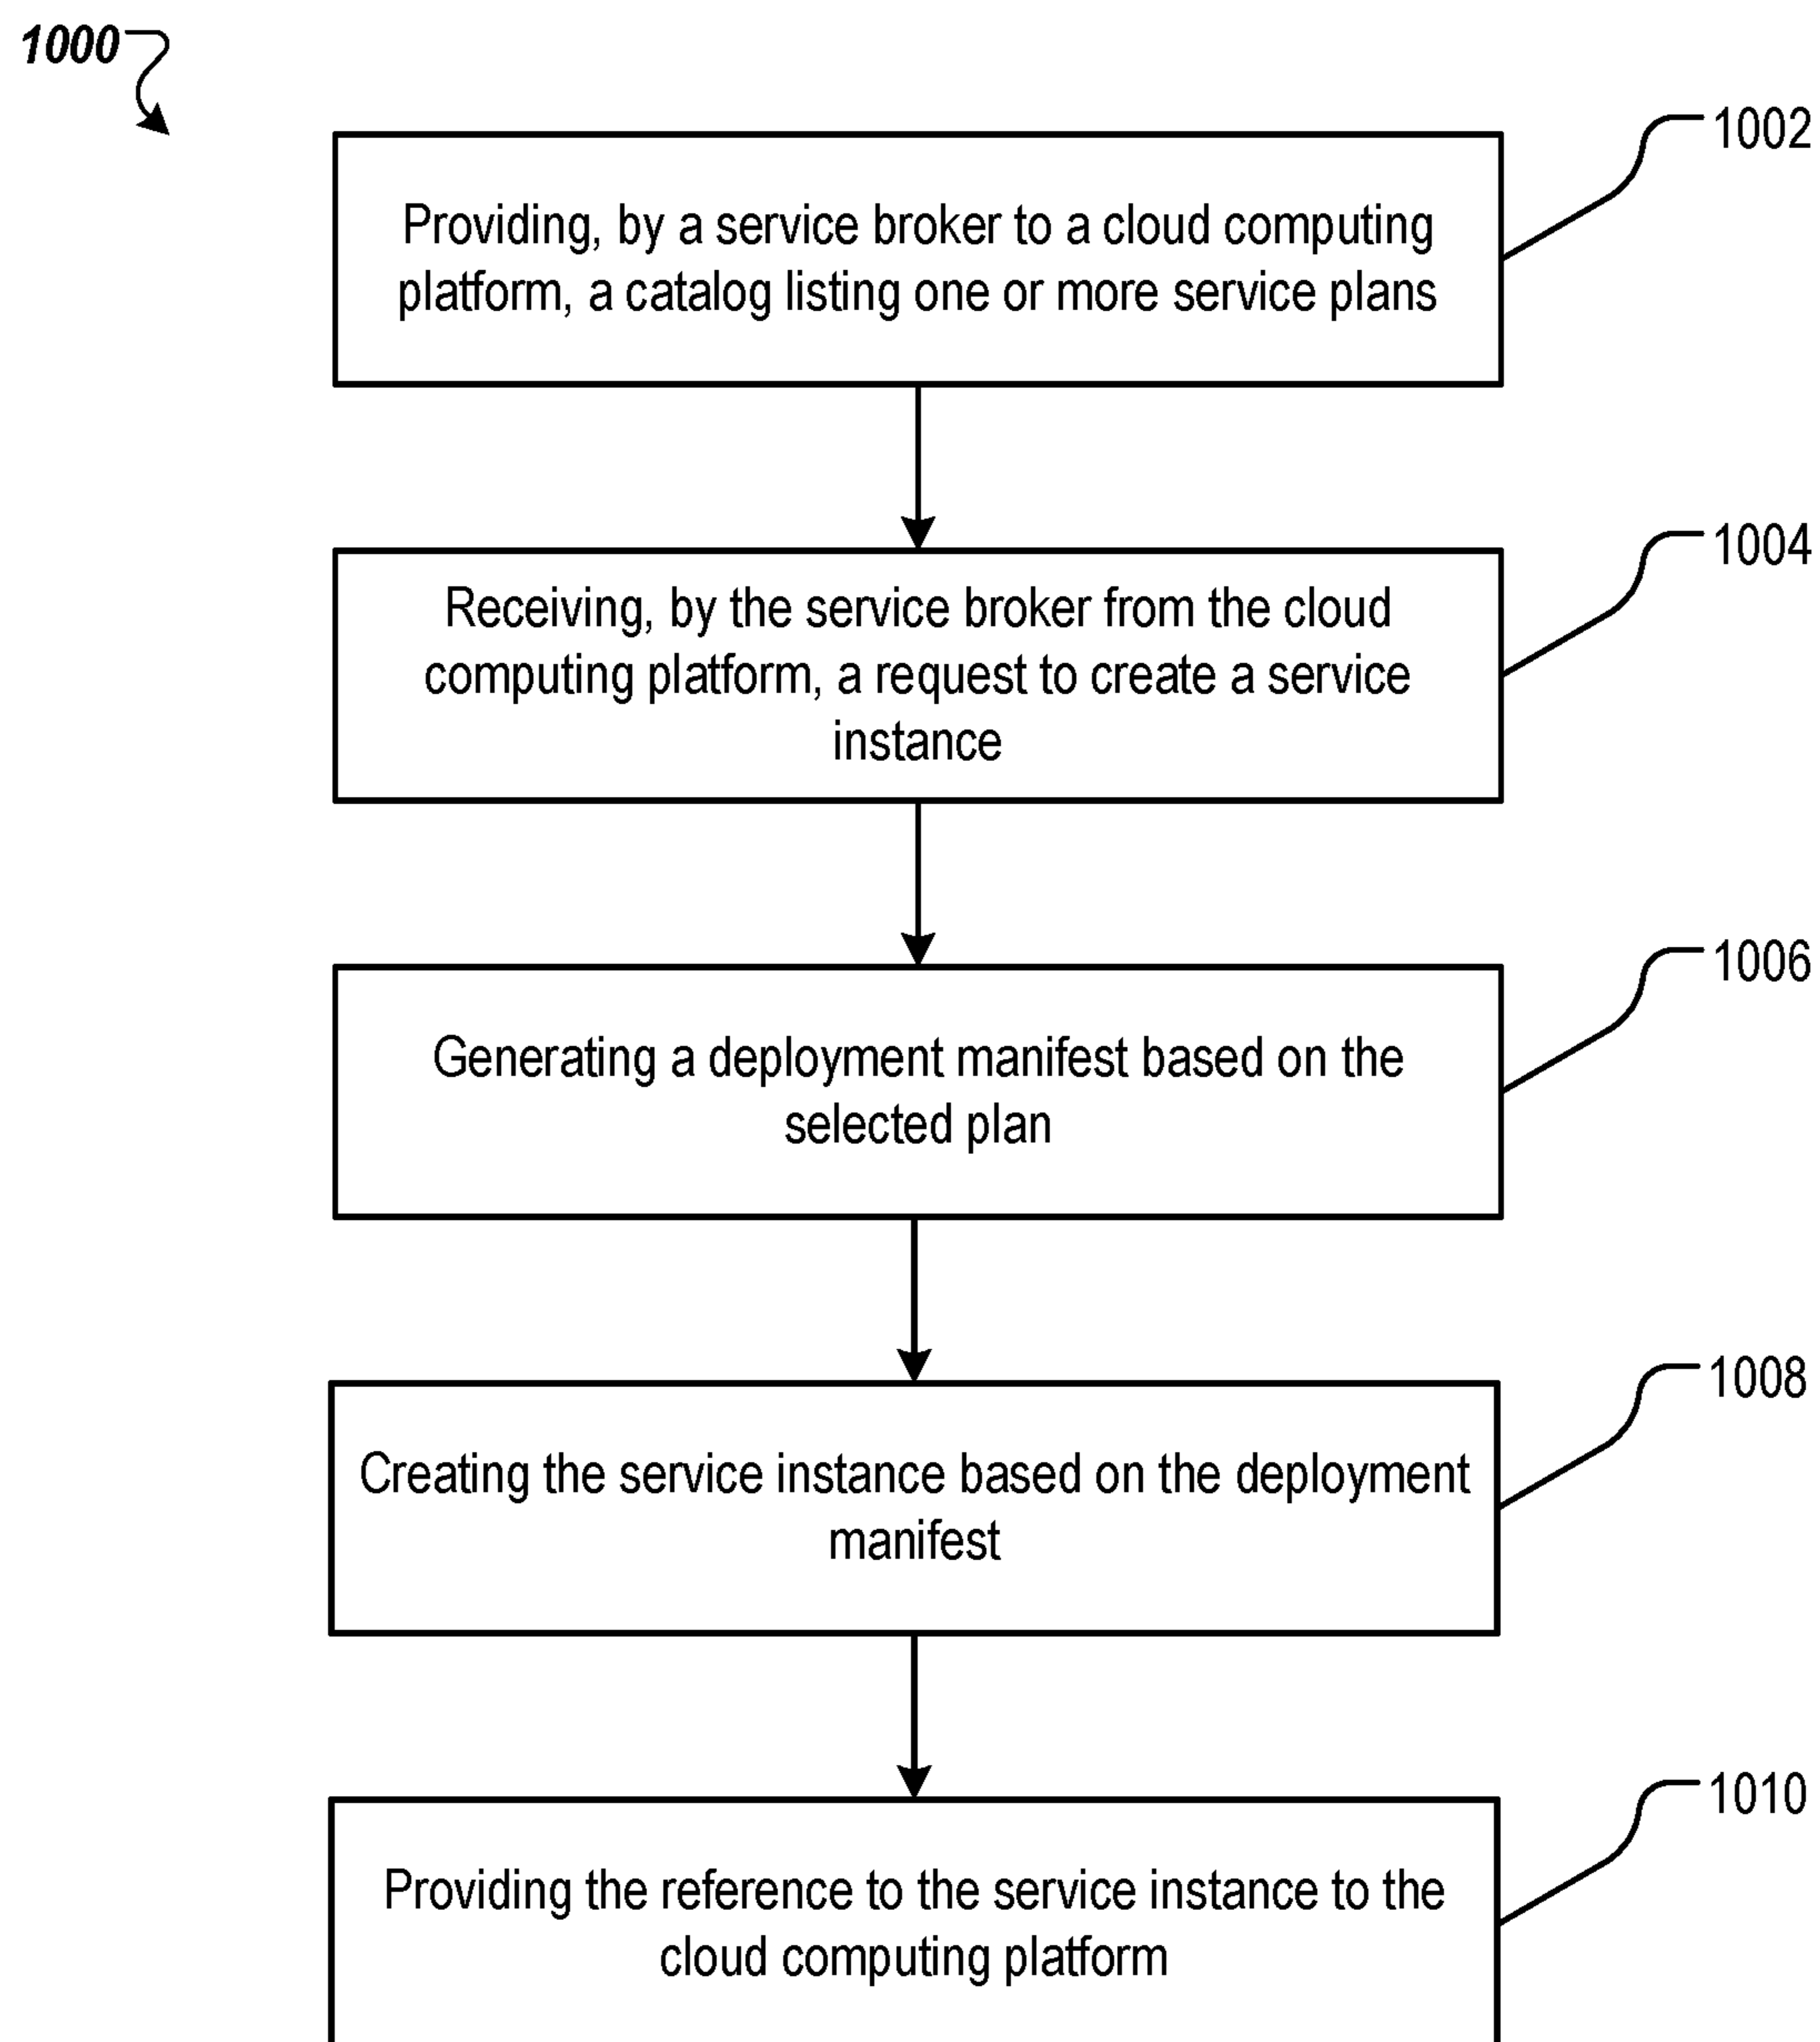 1000
1002
Providing, by a service broker to a cloud computing
platform, a catalog listing one or more service plans
1004
Receiving, by the service broker from the cloud
computing platform, a request to create a service
instance
1006
Generating a deployment manifest based on the
selected plan
1008
Creating the service instance based on the deployment
manifest
1010
Providing the reference to the service instance to the
cloud computing platform